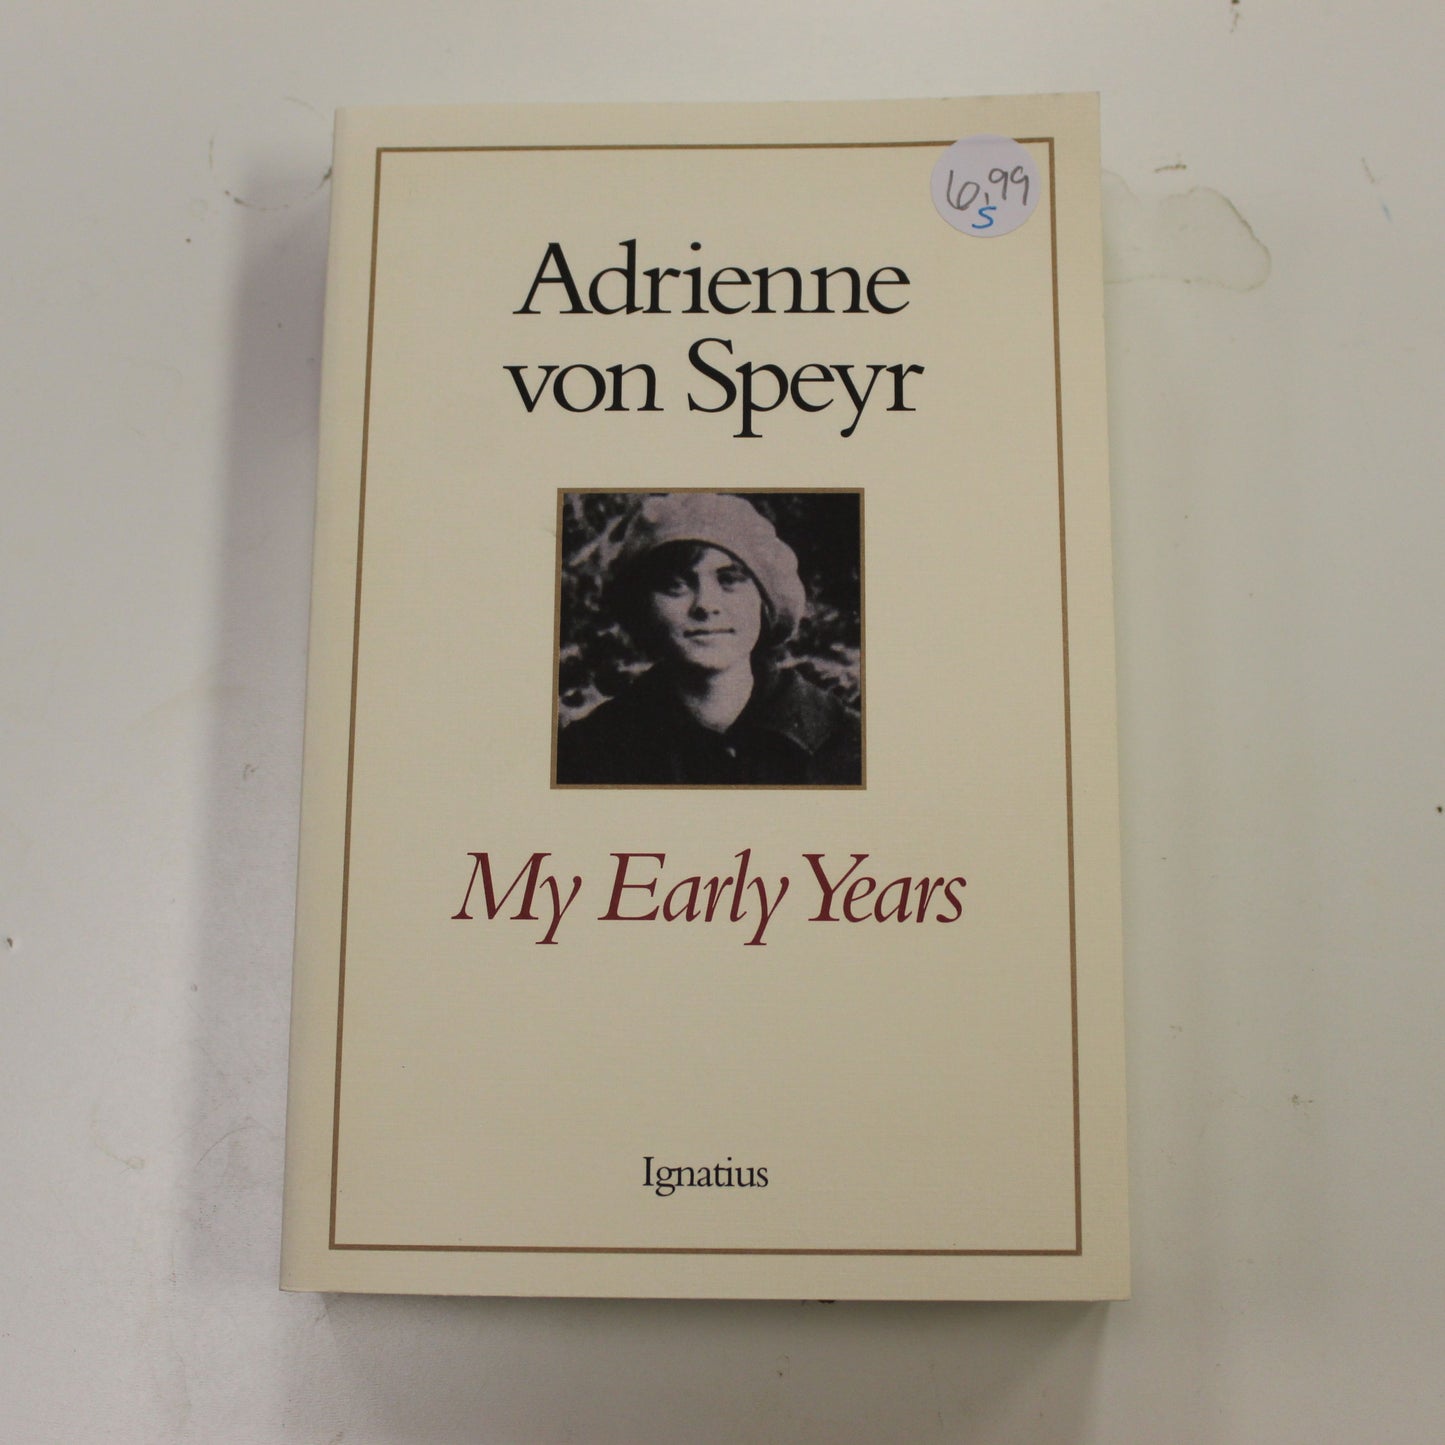 6.99
S
Adrienne
von Speyr
My Early Years
Ignatius